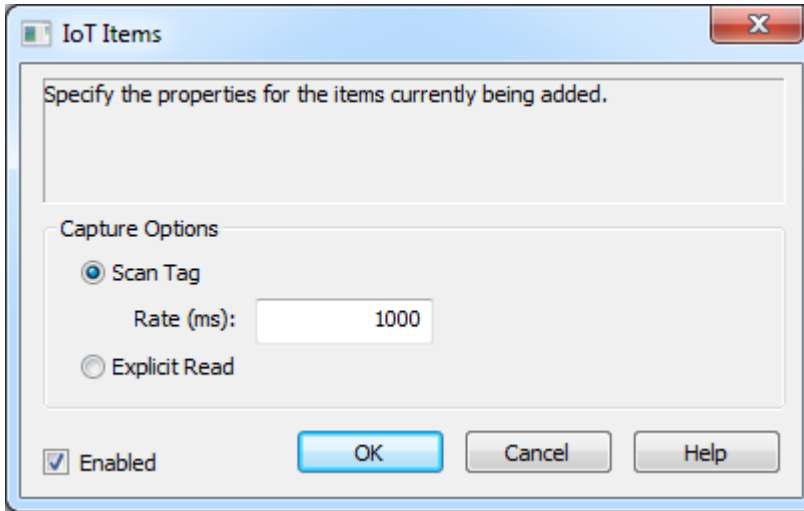 IoT Items
Specify the properties for the items currently being added.
Capture Options
Scan Tag
Rate (ms): 1000
Explicit Read
Enabled OK Cancel Help